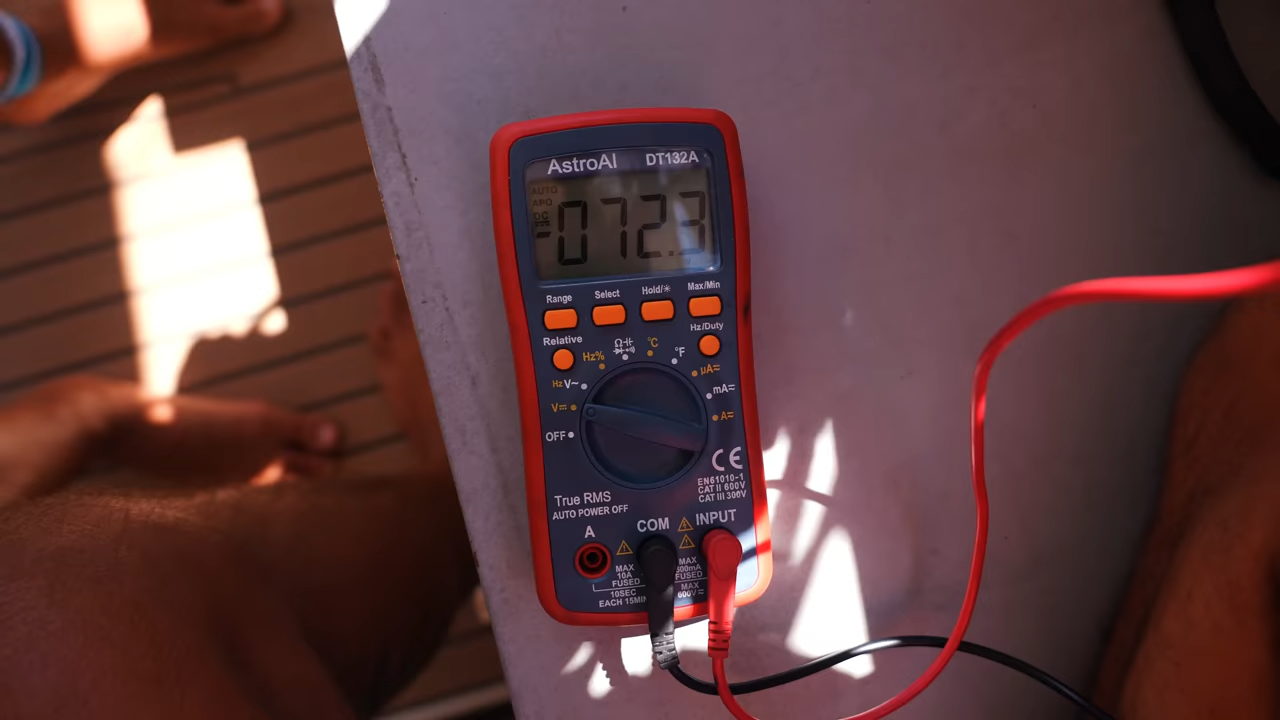 AstroAI DT132A
AUTO
APO
DC
-072.3
Range Select Hold/☀ Max/Min
Relative Hz/Duty
Hz% Ω °C °F
Hz V~ µA≂
mA≂
V⎓ A≂
OFF
CE
EN61010-1
CAT II 600V
CAT III 300V
True RMS
AUTO POWER OFF
A COM INPUT
MAX
10A
FUSED
10SEC
EACH 15MIN
MAX
600mA
FUSED
MAX
600V